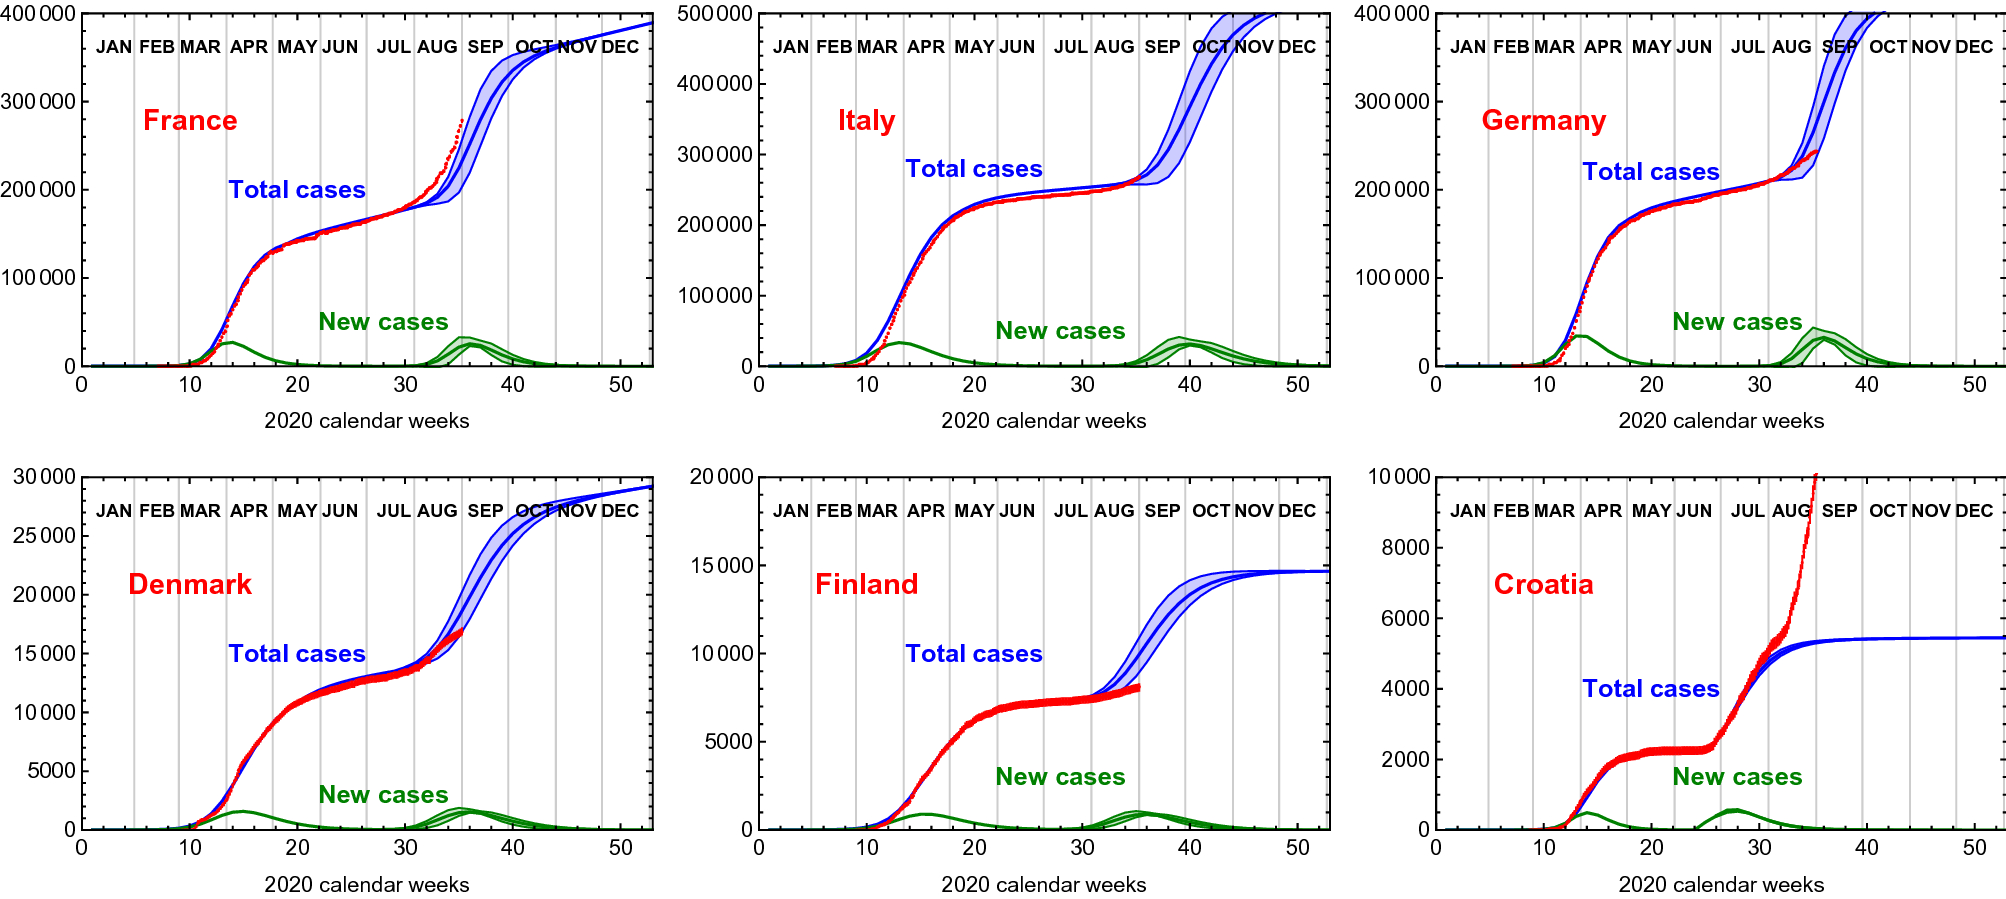 400 000
JAN FEB MAR APR MAY JUN JUL AUG SEP OCT NOV DEC
300 000
France
200 000
Total cases
100 000
New cases
0
0 10 20 30 40 50
2020 calendar weeks
500 000
JAN FEB MAR APR MAY JUN JUL AUG SEP OCT NOV DEC
400 000
Italy
300 000
Total cases
200 000
100 000
New cases
0
0 10 20 30 40 50
2020 calendar weeks
400 000
JAN FEB MAR APR MAY JUN JUL AUG SEP OCT NOV DEC
300 000
Germany
200 000
Total cases
100 000
New cases
0
0 10 20 30 40 50
2020 calendar weeks
30 000
JAN FEB MAR APR MAY JUN JUL AUG SEP OCT NOV DEC
25 000
Denmark
20 000
15 000
Total cases
10 000
5000
New cases
0
0 10 20 30 40 50
2020 calendar weeks
20 000
JAN FEB MAR APR MAY JUN JUL AUG SEP OCT NOV DEC
15 000
Finland
10 000
Total cases
5000
New cases
0
0 10 20 30 40 50
2020 calendar weeks
10 000
JAN FEB MAR APR MAY JUN JUL AUG SEP OCT NOV DEC
8000
Croatia
6000
4000
Total cases
2000
New cases
0
0 10 20 30 40 50
2020 calendar weeks